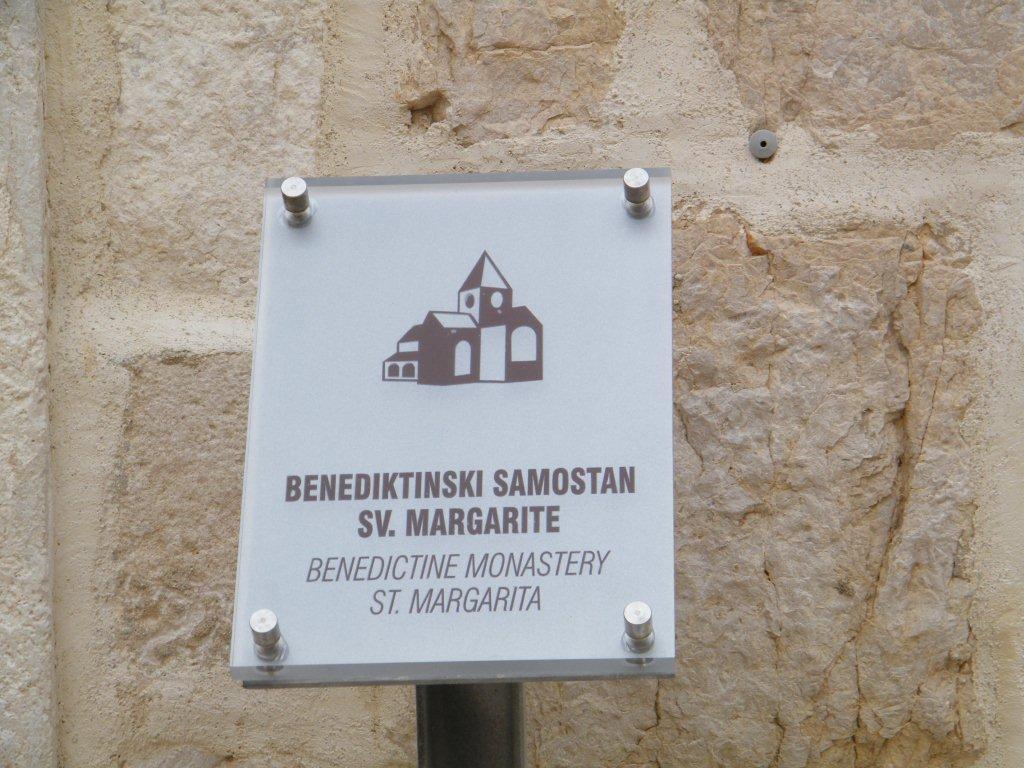 BENEDIKTINSKI SAMOSTAN
SV. MARGARITE
BENEDICTINE MONASTERY
ST. MARGARITA